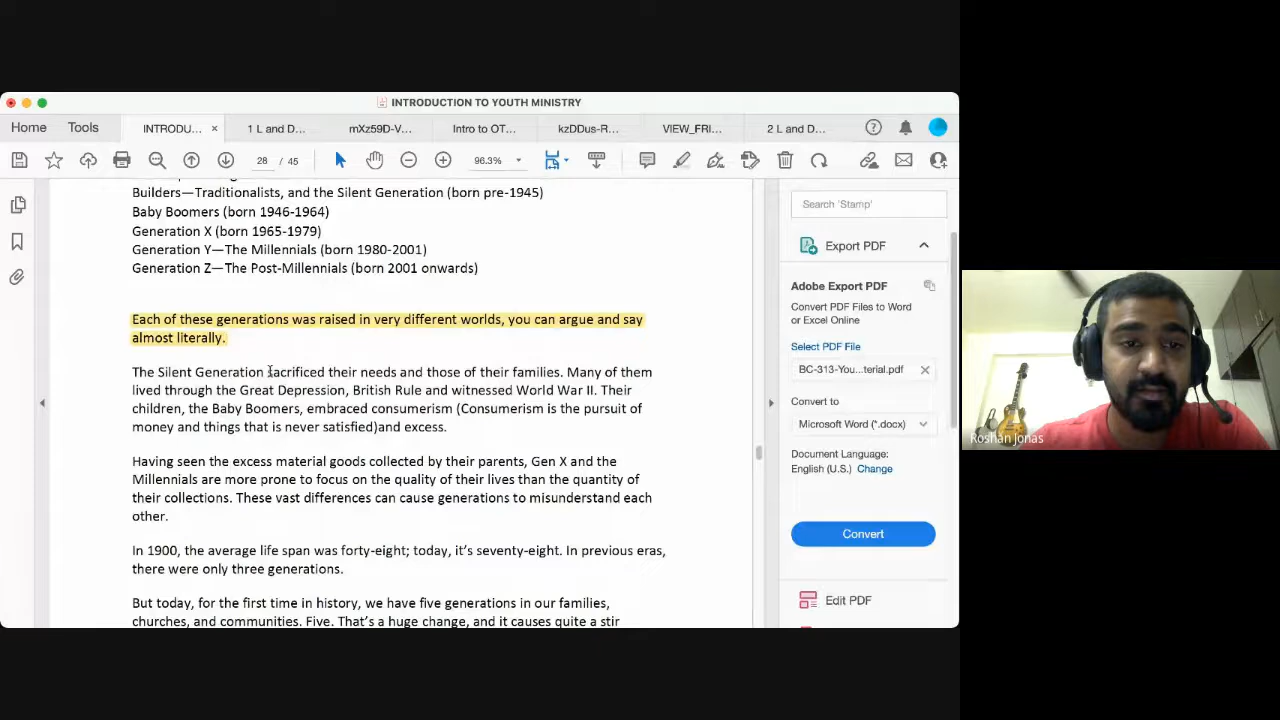 INTRODUCTION TO YOUTH MINISTRY
Home Tools INTRODU... × 1 L and D... mXz59D-V... Intro to OT... kzDDus-R... VIEW_FRI... 2 L and D...
28 / 45 96.3%
Builders—Traditionalists, and the Silent Generation (born pre-1945)
Baby Boomers (born 1946-1964)
Generation X (born 1965-1979)
Generation Y—The Millennials (born 1980-2001)
Generation Z—The Post-Millennials (born 2001 onwards)
Each of these generations was raised in very different worlds, you can argue and say
almost literally.
The Silent Generation sacrificed their needs and those of their families. Many of them
lived through the Great Depression, British Rule and witnessed World War II. Their
children, the Baby Boomers, embraced consumerism (Consumerism is the pursuit of
money and things that is never satisfied)and excess.
Having seen the excess material goods collected by their parents, Gen X and the
Millennials are more prone to focus on the quality of their lives than the quantity of
their collections. These vast differences can cause generations to misunderstand each
other.
In 1900, the average life span was forty-eight; today, it's seventy-eight. In previous eras,
there were only three generations.
But today, for the first time in history, we have five generations in our families,
churches, and communities. Five. That's a huge change, and it causes quite a stir
Search 'Stamp'
Export PDF
Adobe Export PDF
Convert PDF Files to Word
or Excel Online
Select PDF File
BC-313-You...terial.pdf ×
Convert to
Microsoft Word (*.docx)
Document Language:
English (U.S.) Change
Convert
Edit PDF
Roshan Jonas